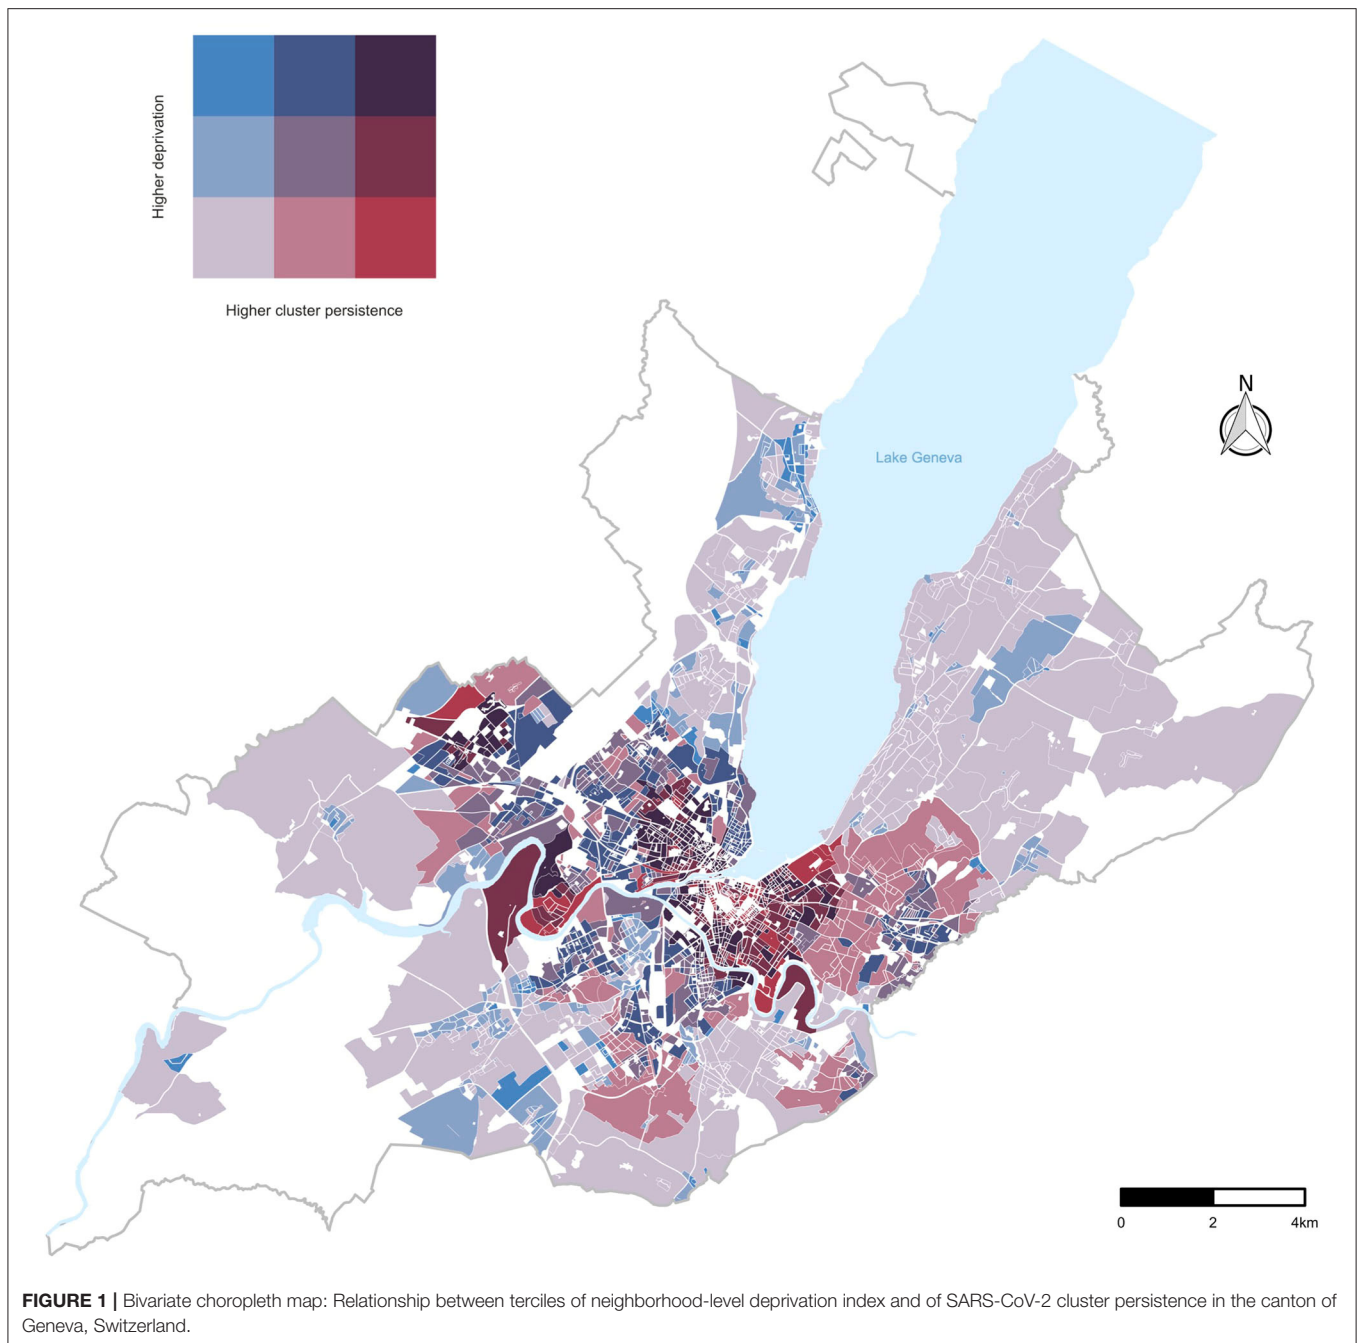 Higher deprivation
Higher cluster persistence
N
Lake Geneva
0 2 4km
FIGURE 1 | Bivariate choropleth map: Relationship between terciles of neighborhood-level deprivation index and of SARS-CoV-2 cluster persistence in the canton of
Geneva, Switzerland.